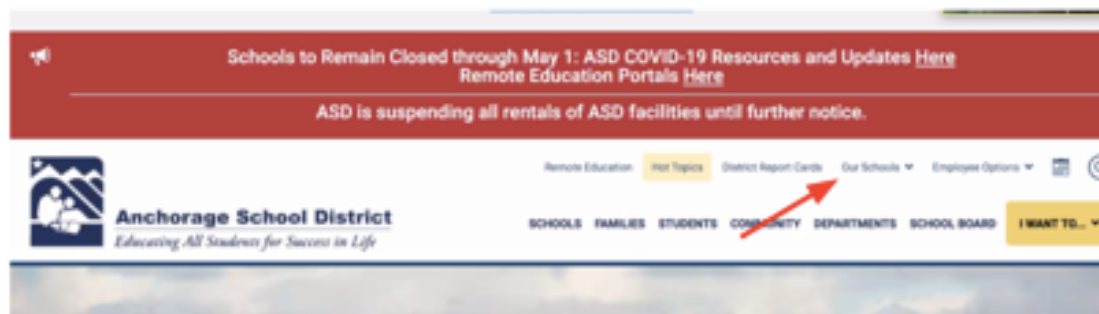 Schools to Remain Closed through May 1: ASD COVID-19 Resources and Updates Here
Remote Education Portals Here
ASD is suspending all rentals of ASD facilities until further notice.
Remote Education Hot Topics District Report Cards Our Schools Employee Options
Anchorage School District
Educating All Students for Success in Life
SCHOOLS FAMILIES STUDENTS COMMUNITY DEPARTMENTS SCHOOL BOARD I WANT TO...